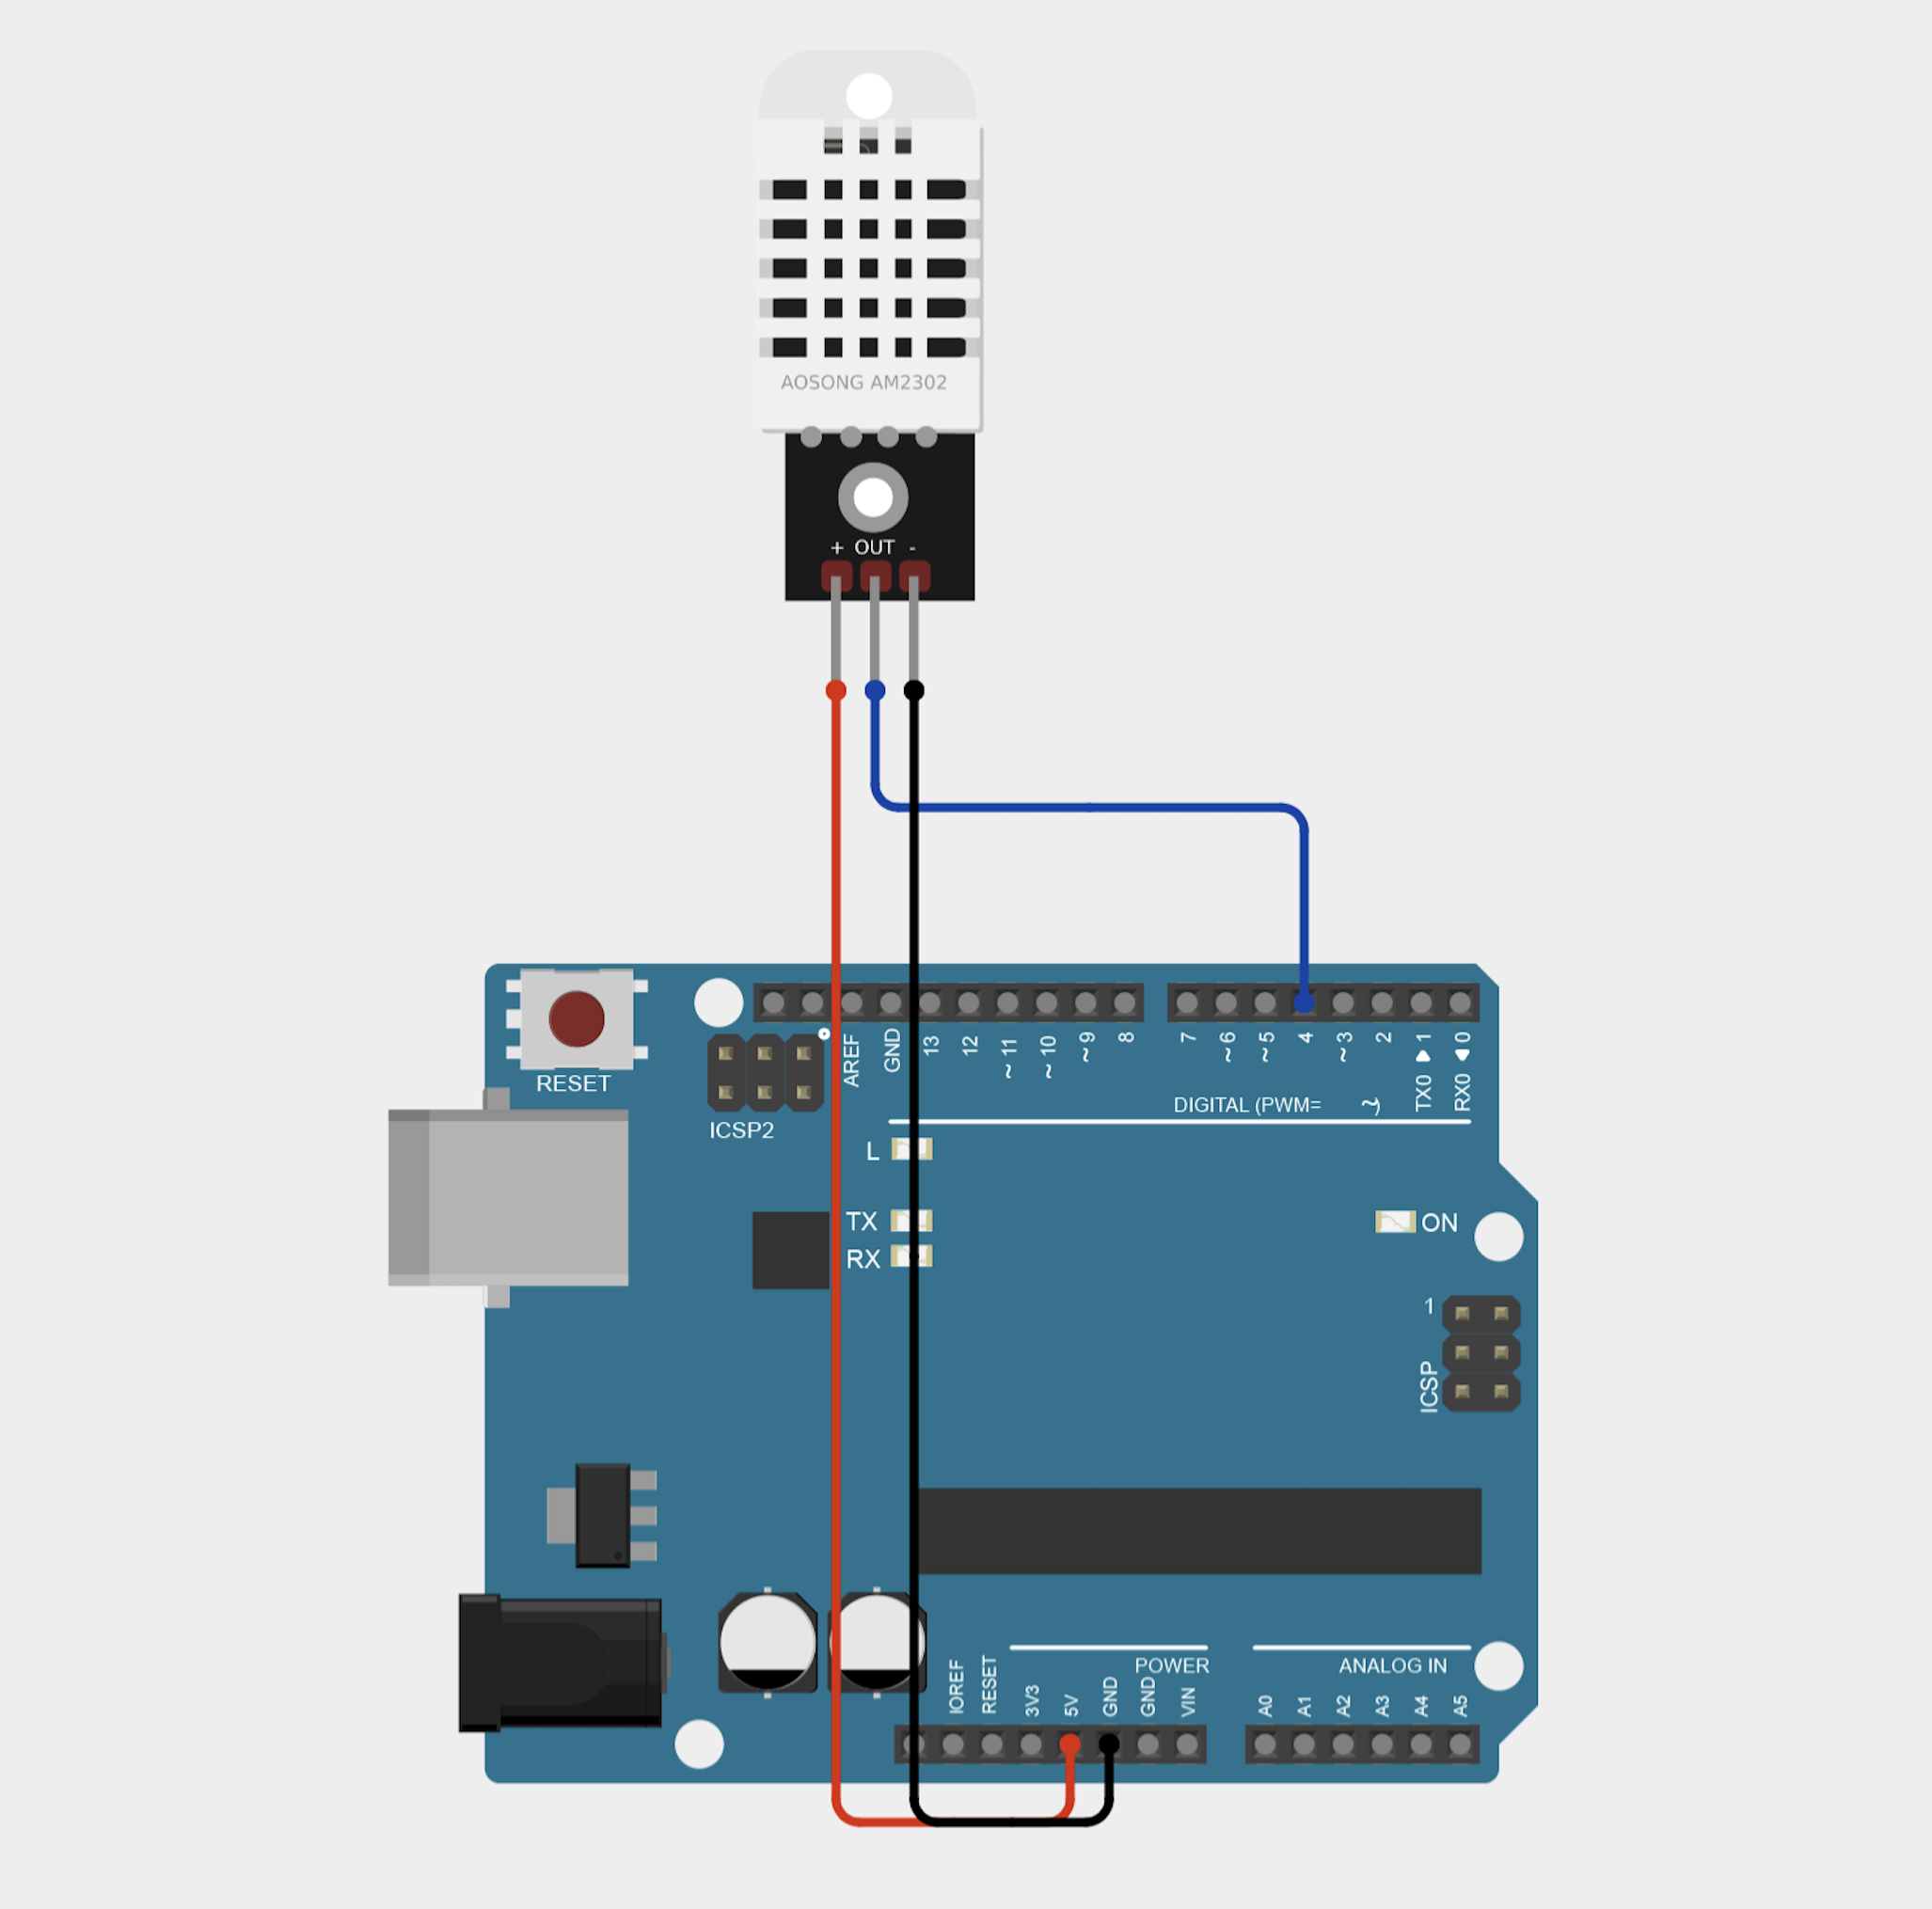 AOSONG AM2302
+ OUT -
RESET
ICSP2
AREF
GND
13
12
~11
~10
~9
8
7
~6
~5
4
~3
2
TX0 ▶ 1
RX0 ◀ 0
DIGITAL (PWM= ~)
L
TX
RX
ON
1
ICSP
POWER
ANALOG IN
IOREF
RESET
3V3
5V
GND
GND
VIN
A0
A1
A2
A3
A4
A5